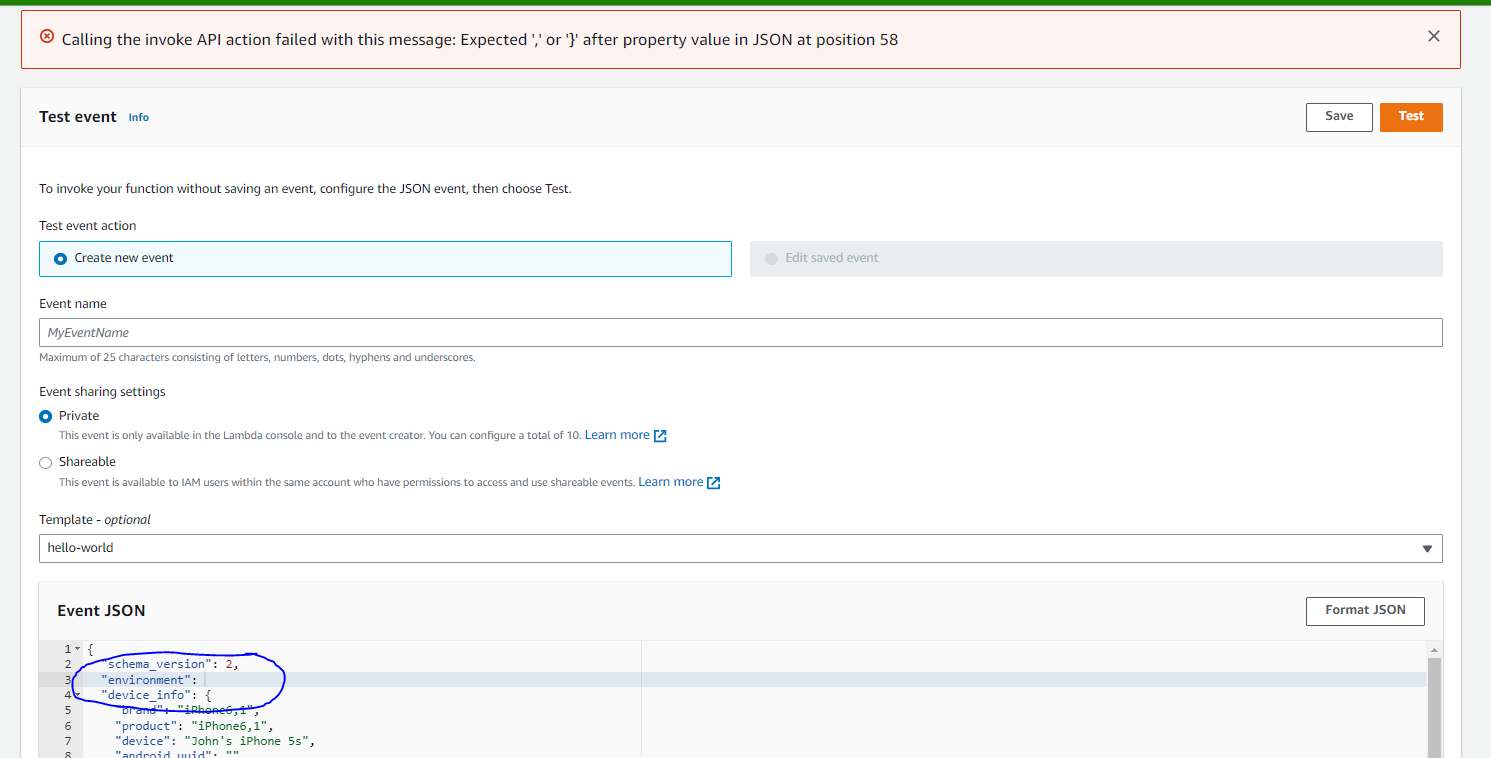 Calling the invoke API action failed with this message: Expected ',' or '}' after property value in JSON at position 58
Test event Info
Save
Test
To invoke your function without saving an event, configure the JSON event, then choose Test.
Test event action
Create new event
Edit saved event
Event name
MyEventName
Maximum of 25 characters consisting of letters, numbers, dots, hyphens and underscores.
Event sharing settings
Private
This event is only available in the Lambda console and to the event creator. You can configure a total of 10. Learn more
Shareable
This event is available to IAM users within the same account who have permissions to access and use shareable events. Learn more
Template - optional
hello-world
Event JSON
Format JSON
1 {
2 "schema_version": 2,
3 "environment":
4 "device_info": {
5 "brand": "iPhone6,1",
6 "product": "iPhone6,1",
7 "device": "John's iPhone 5s",
8 "android_uuid": ""